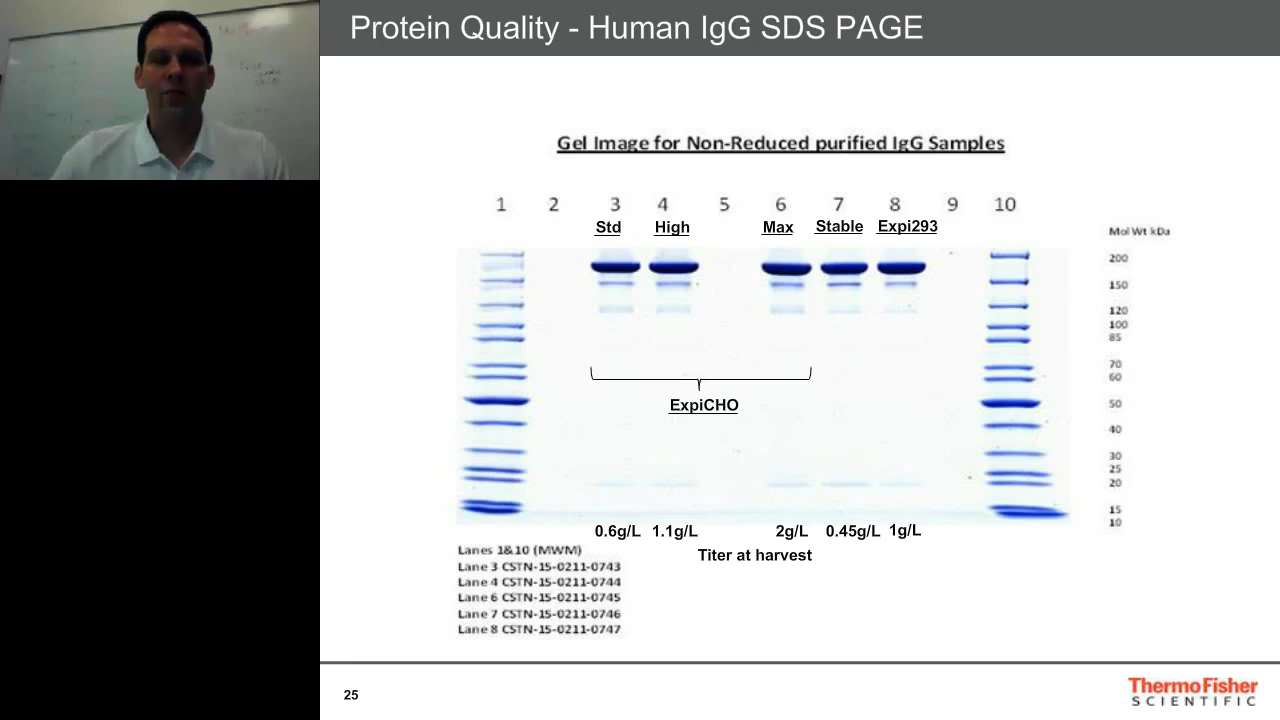 Protein Quality - Human IgG SDS PAGE
Gel Image for Non-Reduced purified IgG Samples
1 2 3 4 5 6 7 8 9 10
Std High Max Stable Expi293
Mol Wt kDa
200
150
120
100
85
70
60
ExpiCHO
50
40
30
25
20
15
10
0.6g/L 1.1g/L 2g/L 0.45g/L 1g/L
Titer at harvest
Lanes 1&10 (MWM)
Lane 3 CSTN-15-0211-0743
Lane 4 CSTN-15-0211-0744
Lane 6 CSTN-15-0211-0745
Lane 7 CSTN-15-0211-0746
Lane 8 CSTN-15-0211-0747
25
ThermoFisher
SCIENTIFIC